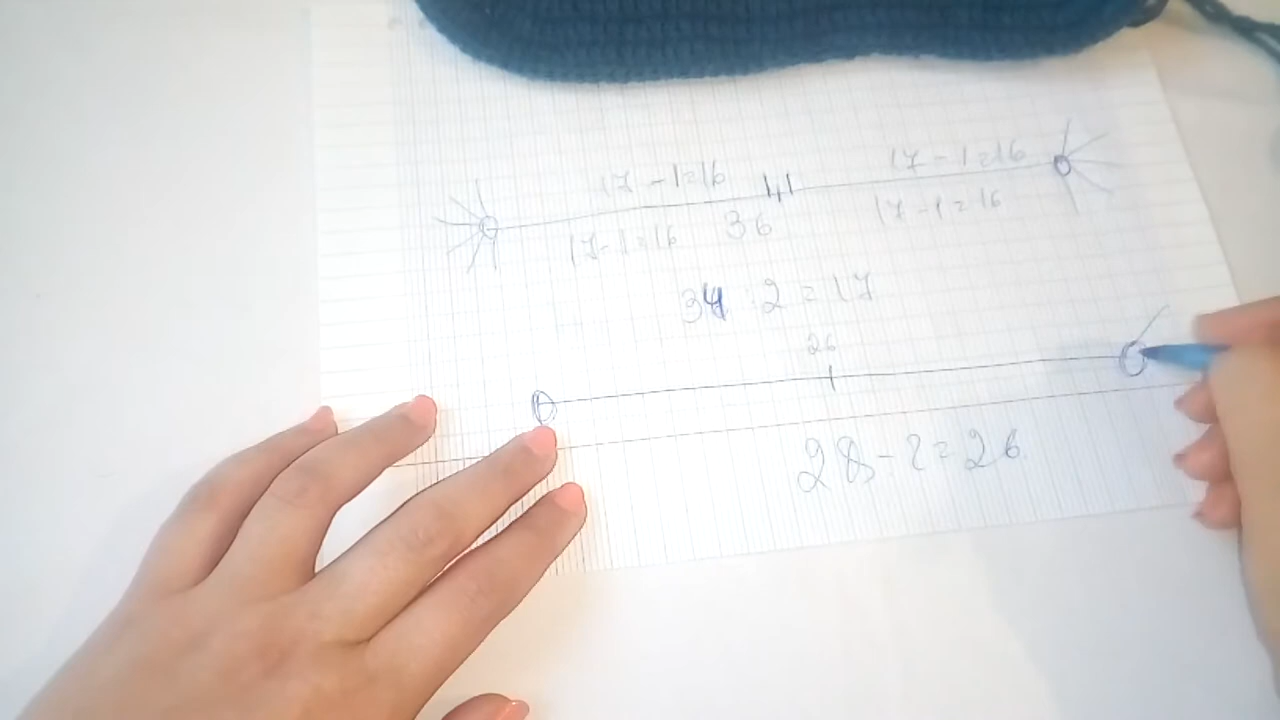 17 - 1 = 16
17 - 1 = 16
17 - 1 = 16
36
17 - 1 = 16
34 : 2 = 17
26
28 - 2 = 26